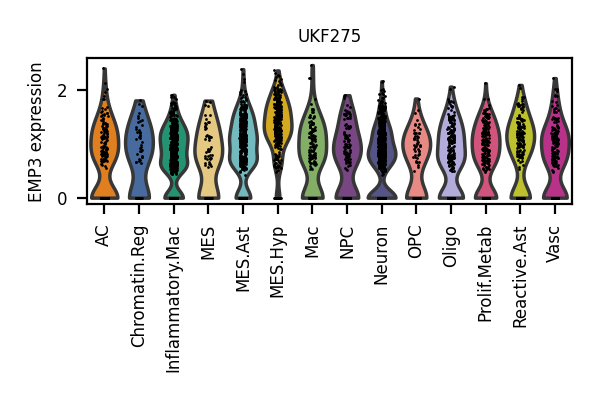 UKF275
EMP3 expression
2
0
AC
Chromatin.Reg
Inflammatory.Mac
MES
MES.Ast
MES.Hyp
Mac
NPC
Neuron
OPC
Oligo
Prolif.Metab
Reactive.Ast
Vasc